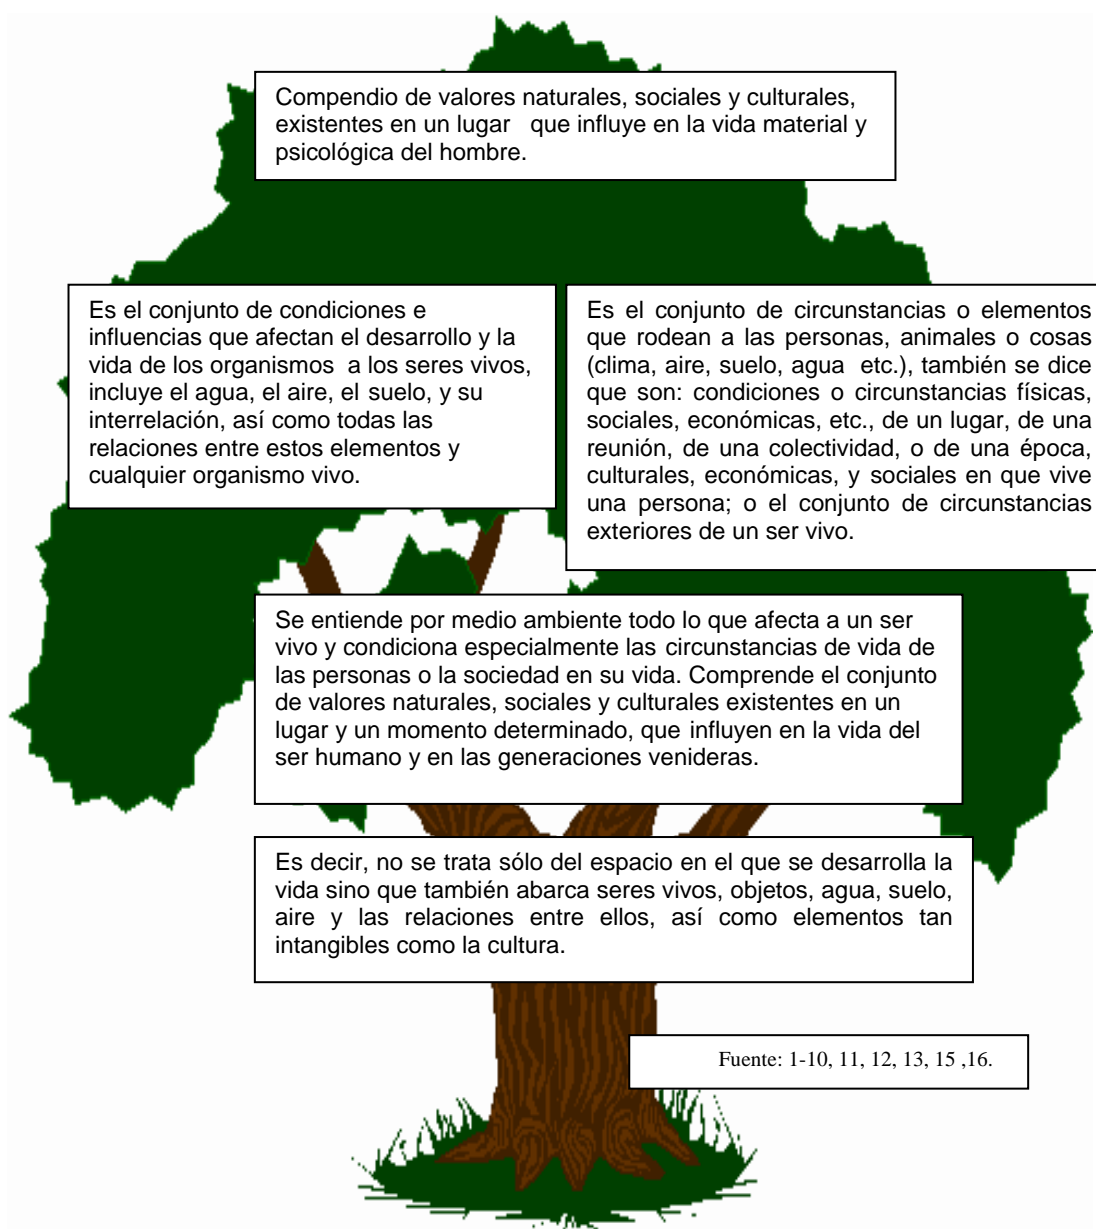 Compendio de valores naturales, sociales y culturales,
existentes en un lugar que influye en la vida material y
psicológica del hombre.
Es el conjunto de condiciones e
influencias que afectan el desarrollo y la
vida de los organismos a los seres vivos,
incluye el agua, el aire, el suelo, y su
interrelación, así como todas las
relaciones entre estos elementos y
cualquier organismo vivo.
Es el conjunto de circunstancias o elementos
que rodean a las personas, animales o cosas
(clima, aire, suelo, agua etc.), también se dice
que son: condiciones o circunstancias físicas,
sociales, económicas, etc., de un lugar, de una
reunión, de una colectividad, o de una época,
culturales, económicas, y sociales en que vive
una persona; o el conjunto de circunstancias
exteriores de un ser vivo.
Se entiende por medio ambiente todo lo que afecta a un ser
vivo y condiciona especialmente las circunstancias de vida de
las personas o la sociedad en su vida. Comprende el conjunto
de valores naturales, sociales y culturales existentes en un
lugar y un momento determinado, que influyen en la vida del
ser humano y en las generaciones venideras.
Es decir, no se trata sólo del espacio en el que se desarrolla la
vida sino que también abarca seres vivos, objetos, agua, suelo,
aire y las relaciones entre ellos, así como elementos tan
intangibles como la cultura.
Fuente: 1-10, 11, 12, 13, 15 ,16.